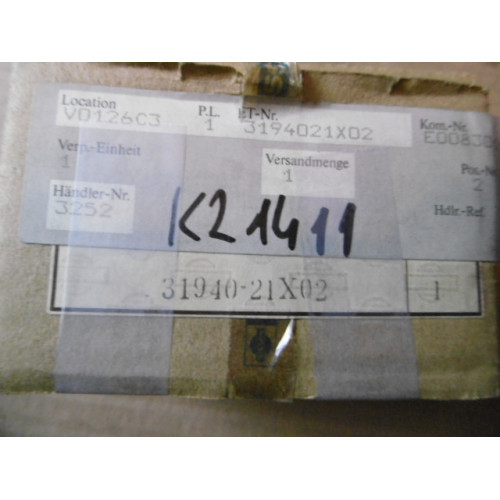 Location P.L. ET-Nr. Kom.-Nr.
V0126C3 1 3194021X02 E00830
Verp.-Einheit Versandmenge Pos.-Nr
1 1 2
Händler-Nr. Hdlr.-Ref.
3252
K21411
31940-21X02 1